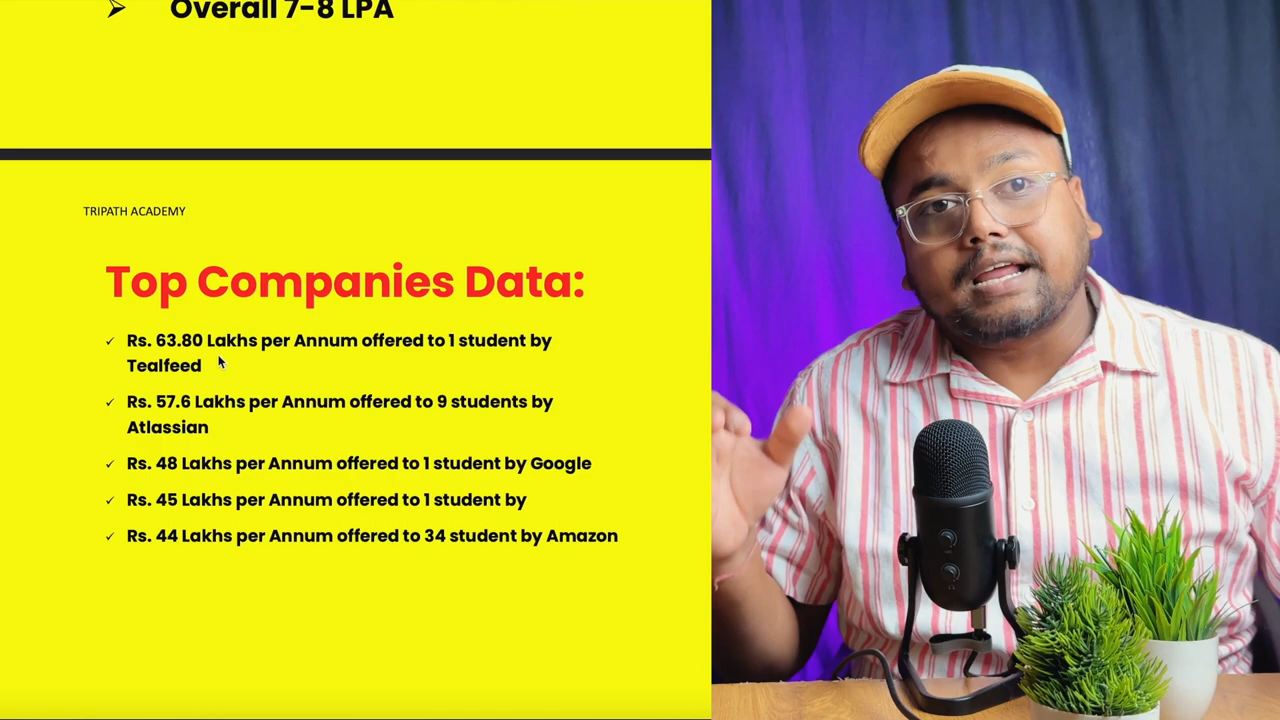 Overall 7-8 LPA
TRIPATH ACADEMY
Top Companies Data:
Rs. 63.80 Lakhs per Annum offered to 1 student by
Tealfeed
Rs. 57.6 Lakhs per Annum offered to 9 students by
Atlassian
Rs. 48 Lakhs per Annum offered to 1 student by Google
Rs. 45 Lakhs per Annum offered to 1 student by
Rs. 44 Lakhs per Annum offered to 34 student by Amazon